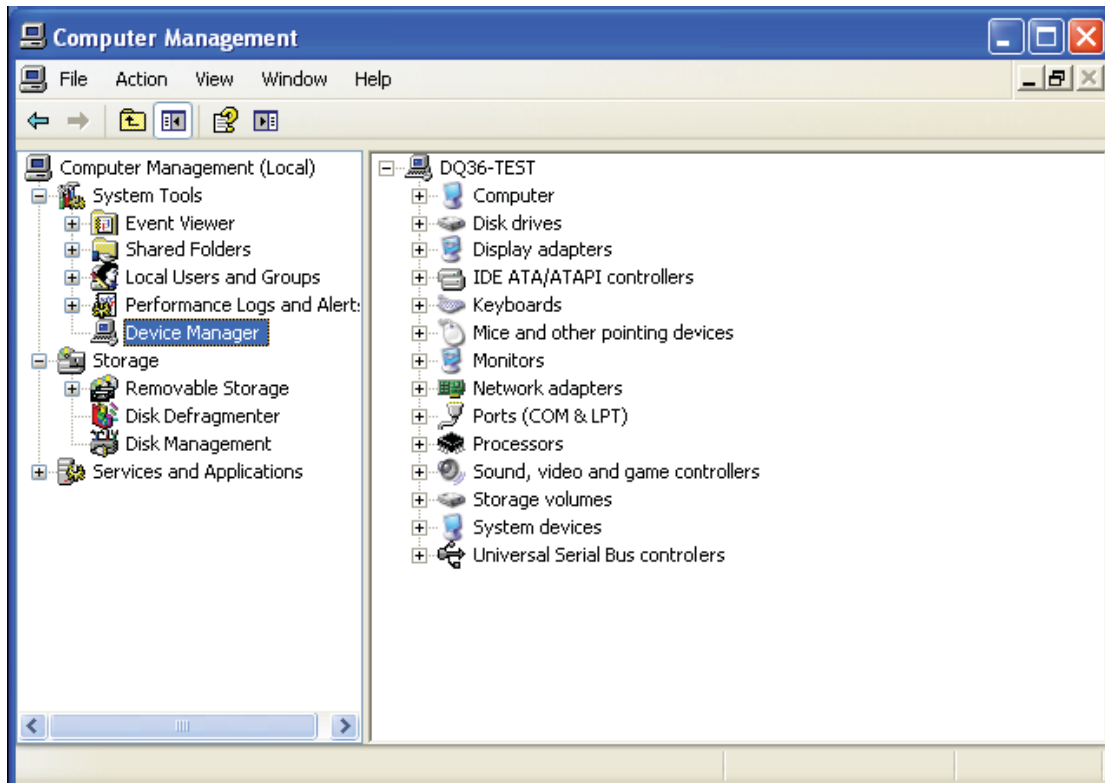 Computer Management
File Action View Window Help
Computer Management (Local)
System Tools
Event Viewer
Shared Folders
Local Users and Groups
Performance Logs and Alert:
Device Manager
Storage
Removable Storage
Disk Defragmenter
Disk Management
Services and Applications
DQ36-TEST
Computer
Disk drives
Display adapters
IDE ATA/ATAPI controllers
Keyboards
Mice and other pointing devices
Monitors
Network adapters
Ports (COM & LPT)
Processors
Sound, video and game controllers
Storage volumes
System devices
Universal Serial Bus controlers